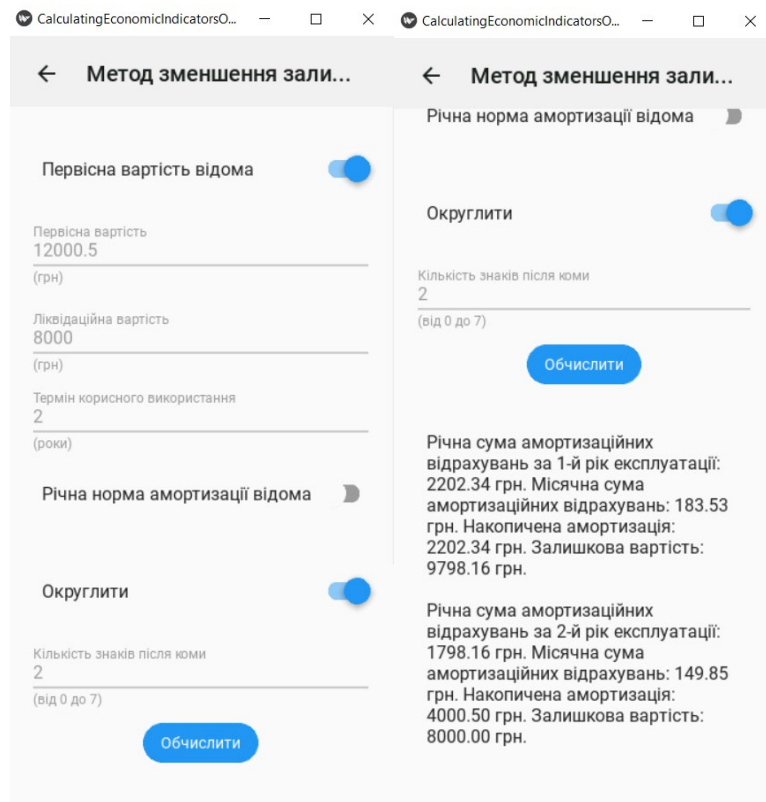 CalculatingEconomicIndicatorsO...
Метод зменшення зали...
Первісна вартість відома
Первісна вартість
12000.5
(грн)
Ліквідаційна вартість
8000
(грн)
Термін корисного використання
2
(роки)
Річна норма амортизації відома
Округлити
Кількість знаків після коми
2
(від 0 до 7)
Обчислити
CalculatingEconomicIndicatorsO...
Метод зменшення зали...
Річна норма амортизації відома
Округлити
Кількість знаків після коми
2
(від 0 до 7)
Обчислити
Річна сума амортизаційних
відрахувань за 1-й рік експлуатації:
2202.34 грн. Місячна сума
амортизаційних відрахувань: 183.53
грн. Накопичена амортизація:
2202.34 грн. Залишкова вартість:
9798.16 грн.
Річна сума амортизаційних
відрахувань за 2-й рік експлуатації:
1798.16 грн. Місячна сума
амортизаційних відрахувань: 149.85
грн. Накопичена амортизація:
4000.50 грн. Залишкова вартість:
8000.00 грн.